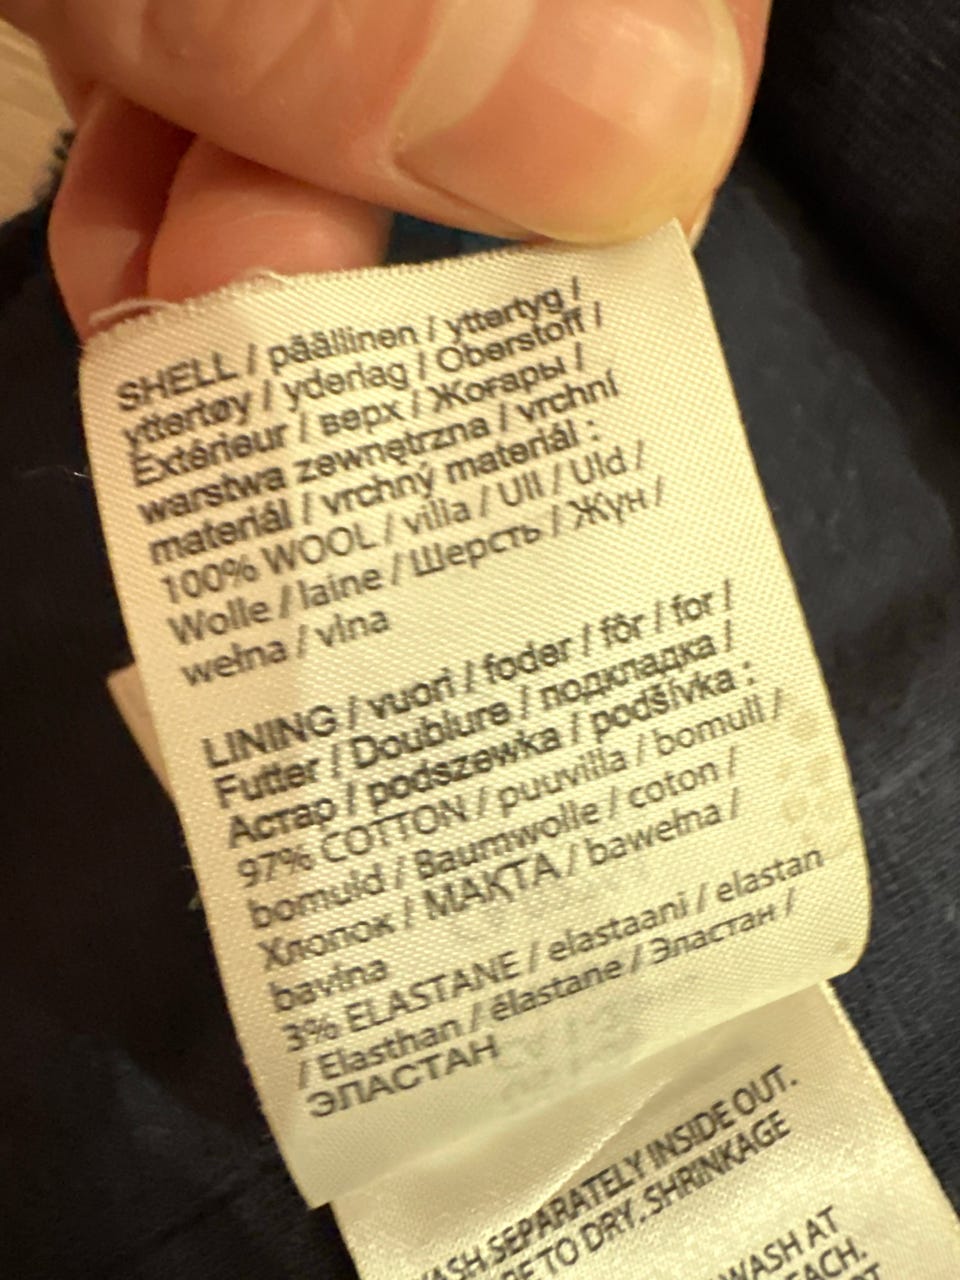 SHELL / päällinen / yttertyg /
yttertøy / yderlag / Oberstoff /
Extérieur / верх / Жоғары /
warstwa zewnętrzna / vrchní
materiál / vrchný materiál :
100% WOOL / villa / Ull / Uld /
Wolle / laine / Шерсть / Жүн /
wełna / vlna
LINING / vuori / foder / fôr / for /
Futter / Doublure / подкладка /
Астар / podszewka / podšívka :
97% COTTON / puuvilla / bomull /
bomuld / Baumwolle / coton /
Хлопок / МАҚТА / bawełna /
bavlna
3% ELASTANE / elastaani / elastan
/ Elasthan / élastane / Эластан /
ЭЛАСТАН
SEPARATELY INSIDE OUT.
TO DRY. SHRINKAGE
WASH AT